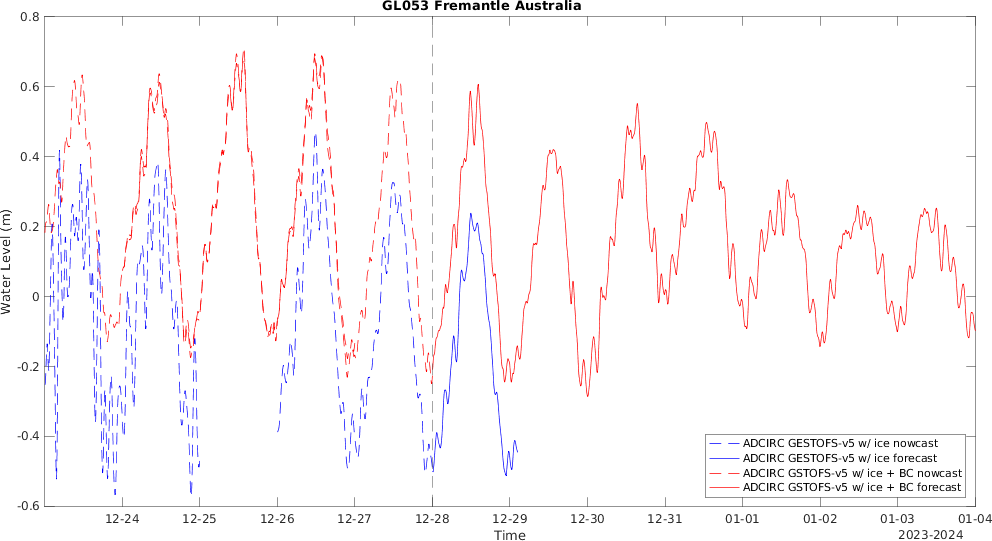 GL053 Fremantle Australia
0.8
0.6
0.4
0.2
0
-0.2
-0.4
-0.6
Water Level (m)
12-24 12-25 12-26 12-27 12-28 12-29 12-30 12-31 01-01 01-02 01-03 01-04
Time
2023-2024
ADCIRC GESTOFS-v5 w/ ice nowcast
ADCIRC GESTOFS-v5 w/ ice forecast
ADCIRC GSTOFS-v5 w/ ice + BC nowcast
ADCIRC GSTOFS-v5 w/ ice + BC forecast